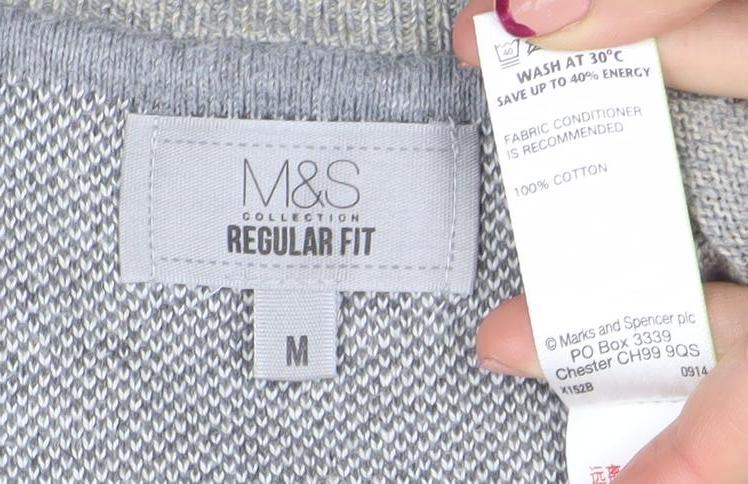 M&S
COLLECTION
REGULAR FIT
M
40
WASH AT 30°C
SAVE UP TO 40% ENERGY
FABRIC CONDITIONER
IS RECOMMENDED
100% COTTON
© Marks and Spencer plc
PO Box 3339
Chester CH99 9QS
0914
X152B